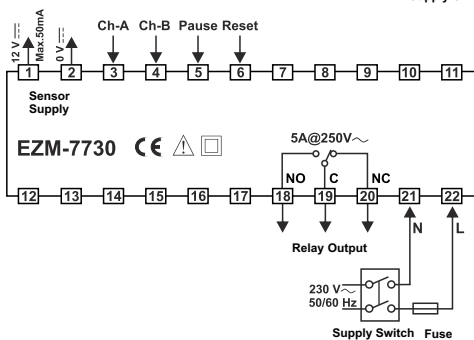 12 V
Max.50mA
0 V
Ch-A Ch-B Pause Reset
1 2 3 4 5 6 7 8 9 10 11
Sensor
Supply
EZM-7730 CE
5A@250V～
NO C NC
12 13 14 15 16 17 18 19 20 21 22
Relay Output
N L
230 V～
50/60 Hz
Supply Switch Fuse